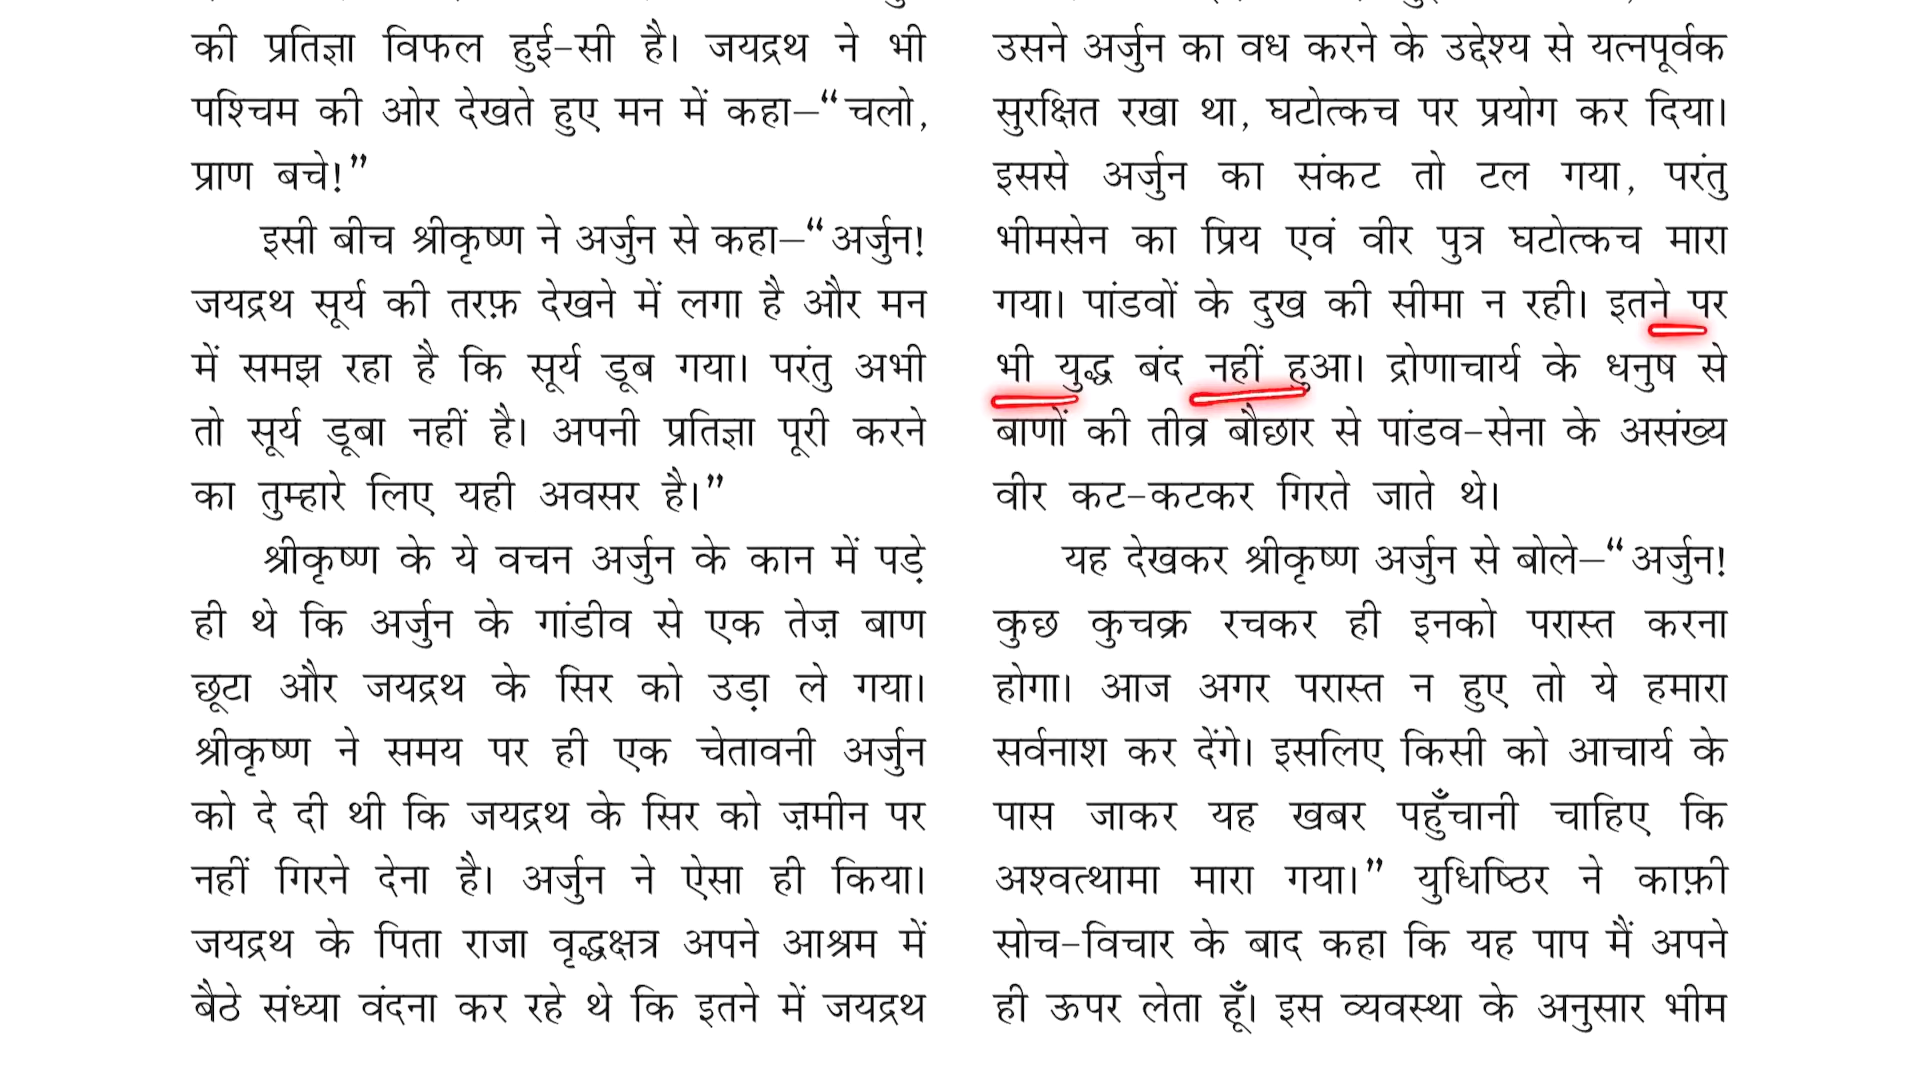 की प्रतिज्ञा विफल हुई-सी है। जयद्रथ ने भी
पश्चिम की ओर देखते हुए मन में कहा–“चलो,
प्राण बचे!”
इसी बीच श्रीकृष्ण ने अर्जुन से कहा–“अर्जुन!
जयद्रथ सूर्य की तरफ़ देखने में लगा है और मन
में समझ रहा है कि सूर्य डूब गया। परंतु अभी
तो सूर्य डूबा नहीं है। अपनी प्रतिज्ञा पूरी करने
का तुम्हारे लिए यही अवसर है।”
श्रीकृष्ण के ये वचन अर्जुन के कान में पड़े
ही थे कि अर्जुन के गांडीव से एक तेज़ बाण
छूटा और जयद्रथ के सिर को उड़ा ले गया।
श्रीकृष्ण ने समय पर ही एक चेतावनी अर्जुन
को दे दी थी कि जयद्रथ के सिर को ज़मीन पर
नहीं गिरने देना है। अर्जुन ने ऐसा ही किया।
जयद्रथ के पिता राजा वृद्धक्षत्र अपने आश्रम में
बैठे संध्या वंदना कर रहे थे कि इतने में जयद्रथ
उसने अर्जुन का वध करने के उद्देश्य से यत्नपूर्वक
सुरक्षित रखा था, घटोत्कच पर प्रयोग कर दिया।
इससे अर्जुन का संकट तो टल गया, परंतु
भीमसेन का प्रिय एवं वीर पुत्र घटोत्कच मारा
गया। पांडवों के दुख की सीमा न रही। इतने पर
भी युद्ध बंद नहीं हुआ। द्रोणाचार्य के धनुष से
बाणों की तीव्र बौछार से पांडव-सेना के असंख्य
वीर कट-कटकर गिरते जाते थे।
यह देखकर श्रीकृष्ण अर्जुन से बोले–“अर्जुन!
कुछ कुचक्र रचकर ही इनको परास्त करना
होगा। आज अगर परास्त न हुए तो ये हमारा
सर्वनाश कर देंगे। इसलिए किसी को आचार्य के
पास जाकर यह खबर पहुँचानी चाहिए कि
अश्वत्थामा मारा गया।” युधिष्ठिर ने काफ़ी
सोच-विचार के बाद कहा कि यह पाप मैं अपने
ही ऊपर लेता हूँ। इस व्यवस्था के अनुसार भीम